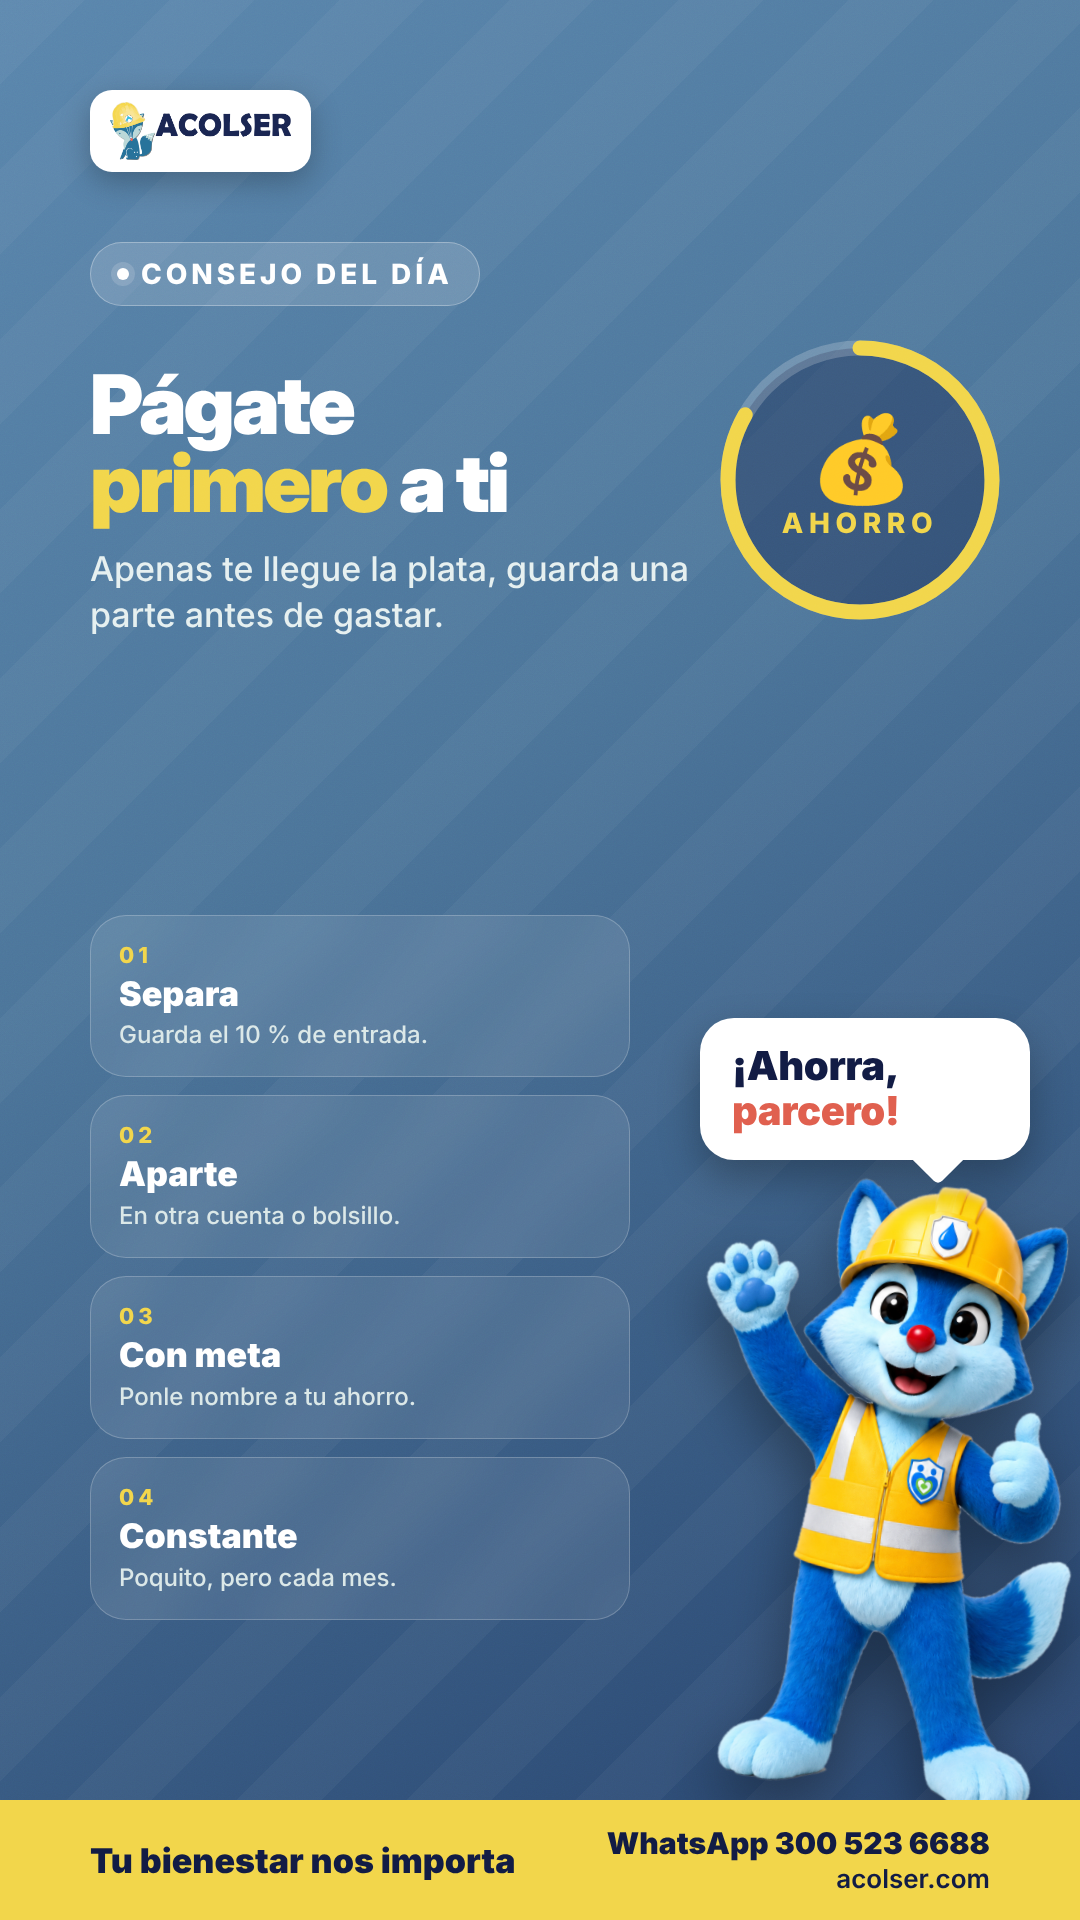 ACOLSER
CONSEJO DEL DÍA
Págate
primero a ti
Apenas te llegue la plata, guarda una
parte antes de gastar.
$
AHORRO
01
Separa
Guarda el 10 % de entrada.
02
Aparte
En otra cuenta o bolsillo.
03
Con meta
Ponle nombre a tu ahorro.
04
Constante
Poquito, pero cada mes.
¡Ahorra,
parcero!
Tu bienestar nos importa
WhatsApp 300 523 6688
acolser.com